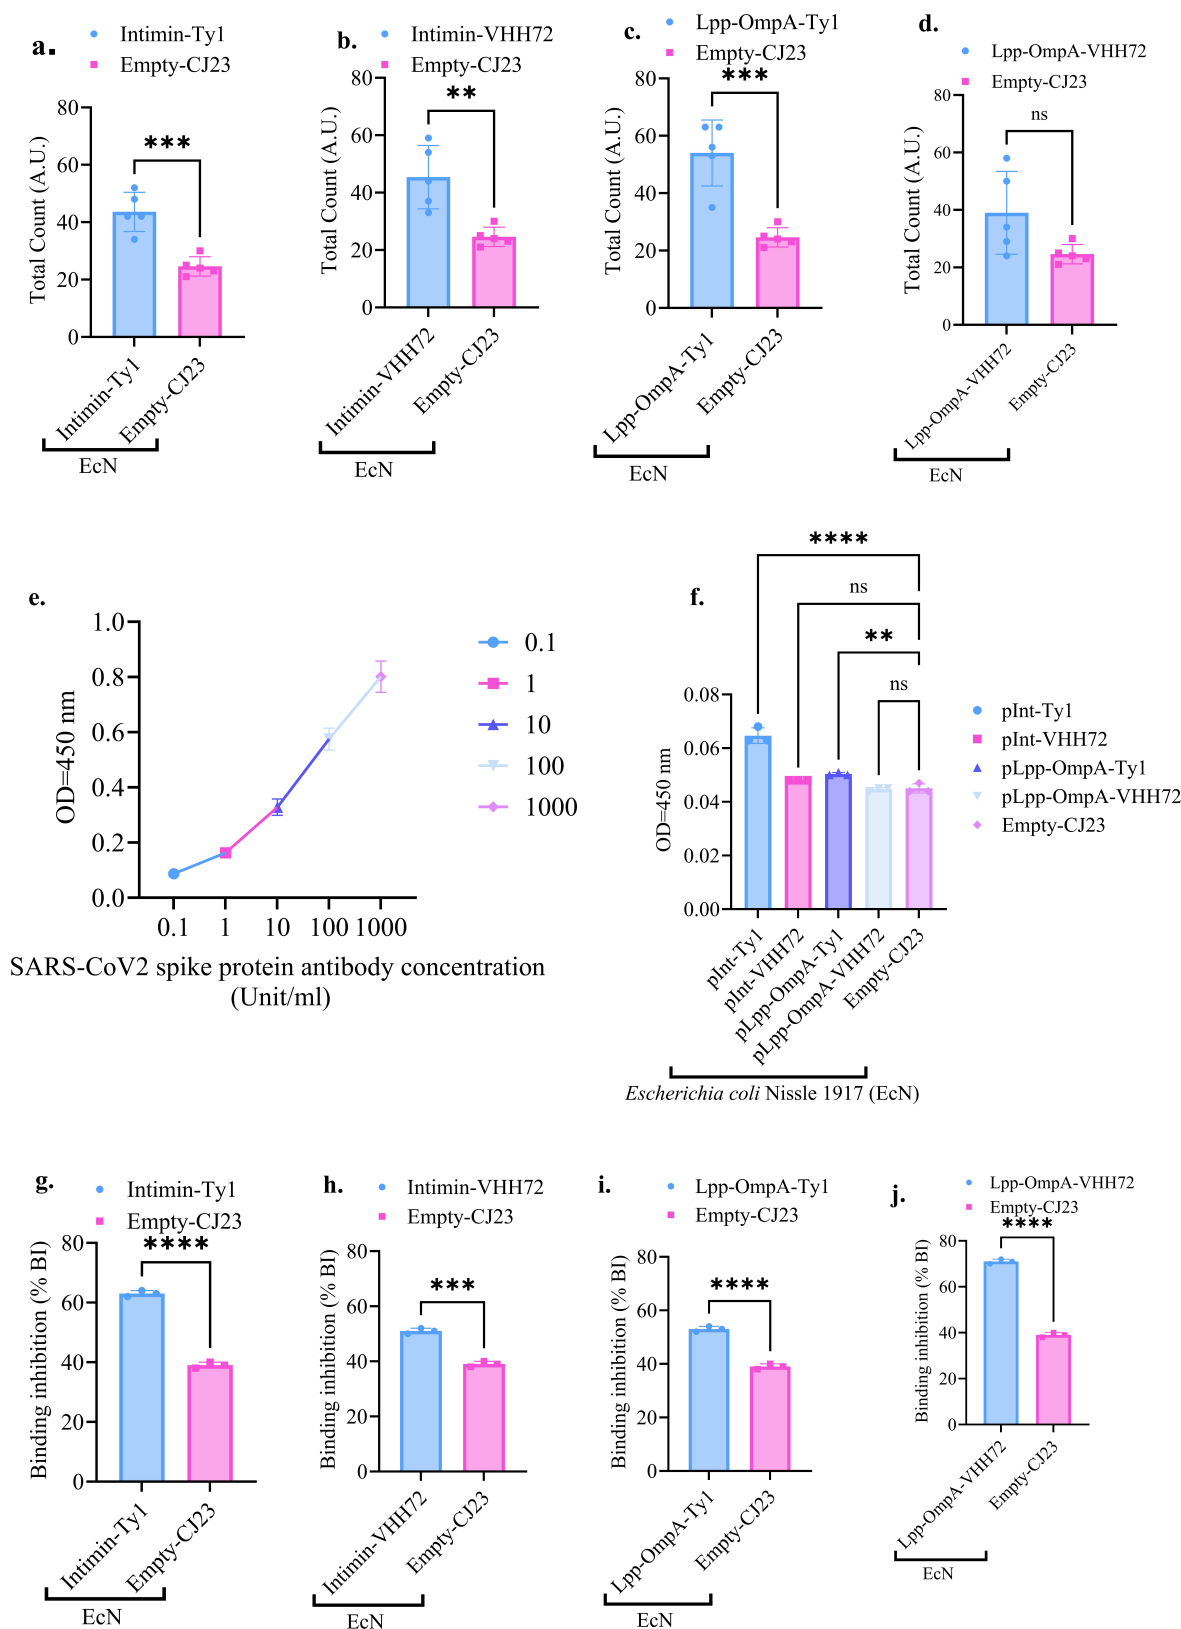 a.
Intimin-Ty1
Empty-CJ23
***
Total Count (A.U.)
80
60
40
20
0
Intimin-Ty1
Empty-CJ23
EcN
b.
Intimin-VHH72
Empty-CJ23
**
Total Count (A.U.)
80
60
40
20
0
Intimin-VHH72
Empty-CJ23
EcN
c.
Lpp-OmpA-Ty1
Empty-CJ23
***
Total Count (A.U.)
80
60
40
20
0
Lpp-OmpA-Ty1
Empty-CJ23
EcN
d.
Lpp-OmpA-VHH72
Empty-CJ23
ns
Total Count (A.U.)
80
60
40
20
0
Lpp-OmpA-VHH72
Empty-CJ23
EcN
e.
OD=450 nm
1.0
0.8
0.6
0.4
0.2
0.0
0.1 1 10 100 1000
SARS-CoV2 spike protein antibody concentration
(Unit/ml)
0.1
1
10
100
1000
f.
****
ns
**
ns
OD=450 nm
0.08
0.06
0.04
0.02
0.00
pInt-Ty1
pInt-VHH72
pLpp-OmpA-Ty1
pLpp-OmpA-VHH72
Empty-CJ23
Escherichia coli Nissle 1917 (EcN)
pInt-Ty1
pInt-VHH72
pLpp-OmpA-Ty1
pLpp-OmpA-VHH72
Empty-CJ23
g.
Intimin-Ty1
Empty-CJ23
****
Binding inhibition (% BI)
80
60
40
20
0
Intimin-Ty1
Empty-CJ23
EcN
h.
Intimin-VHH72
Empty-CJ23
***
Binding inhibition (% BI)
80
60
40
20
0
Intimin-VHH72
Empty-CJ23
EcN
i.
Lpp-OmpA-Ty1
Empty-CJ23
****
Binding inhibition (% BI)
80
60
40
20
0
Lpp-OmpA-Ty1
Empty-CJ23
EcN
j.
Lpp-OmpA-VHH72
Empty-CJ23
****
Binding inhibition (% BI)
80
60
40
20
0
Lpp-OmpA-VHH72
Empty-CJ23
EcN